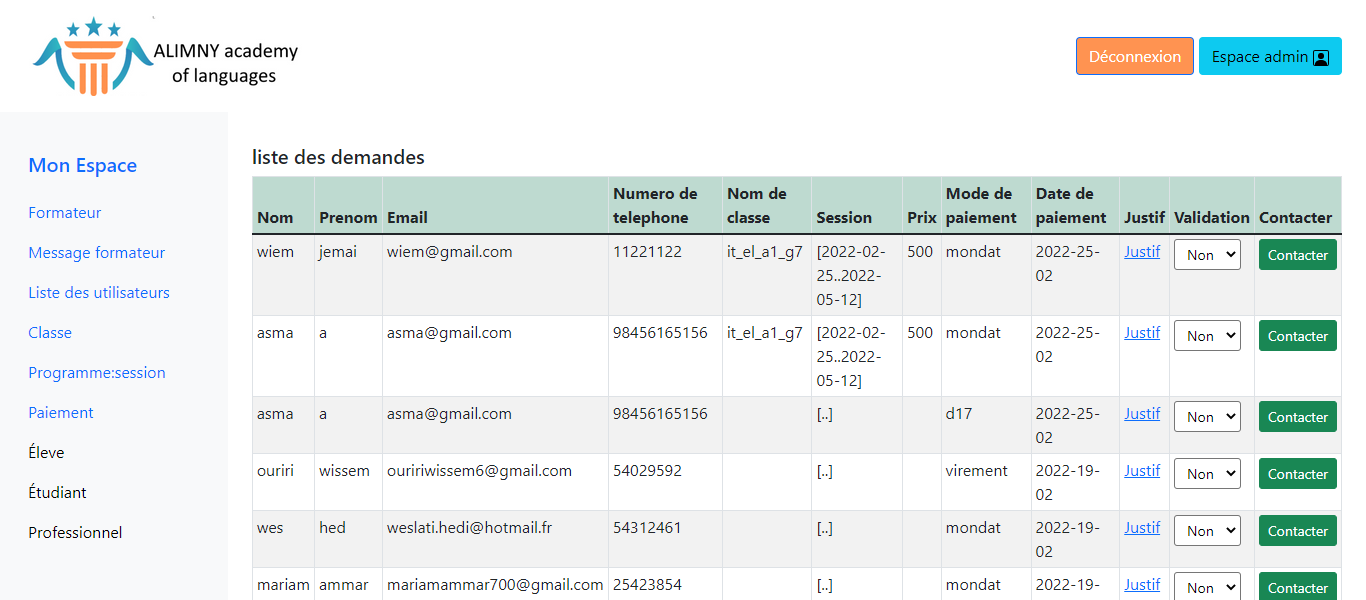 ALIMNY academy
of languages
Déconnexion
Espace admin
Mon Espace
Formateur
Message formateur
Liste des utilisateurs
Classe
Programme:session
Paiement
Éleve
Étudiant
Professionnel
liste des demandes
Nom Prenom Email Numero de telephone Nom de classe Session Prix Mode de paiement Date de paiement Justif Validation Contacter
wiem jemai wiem@gmail.com 11221122 it_el_a1_g7 [2022-02-25..2022-05-12] 500 mondat 2022-25-02 Justif Non Contacter
asma a asma@gmail.com 98456165156 it_el_a1_g7 [2022-02-25..2022-05-12] 500 mondat 2022-25-02 Justif Non Contacter
asma a asma@gmail.com 98456165156 [..] d17 2022-25-02 Justif Non Contacter
ouriri wissem ouririwissem6@gmail.com 54029592 [..] virement 2022-19-02 Justif Non Contacter
wes hed weslati.hedi@hotmail.fr 54312461 [..] mondat 2022-19-02 Justif Non Contacter
mariam ammar mariamammar700@gmail.com 25423854 [..] mondat 2022-19- Justif Non Contacter